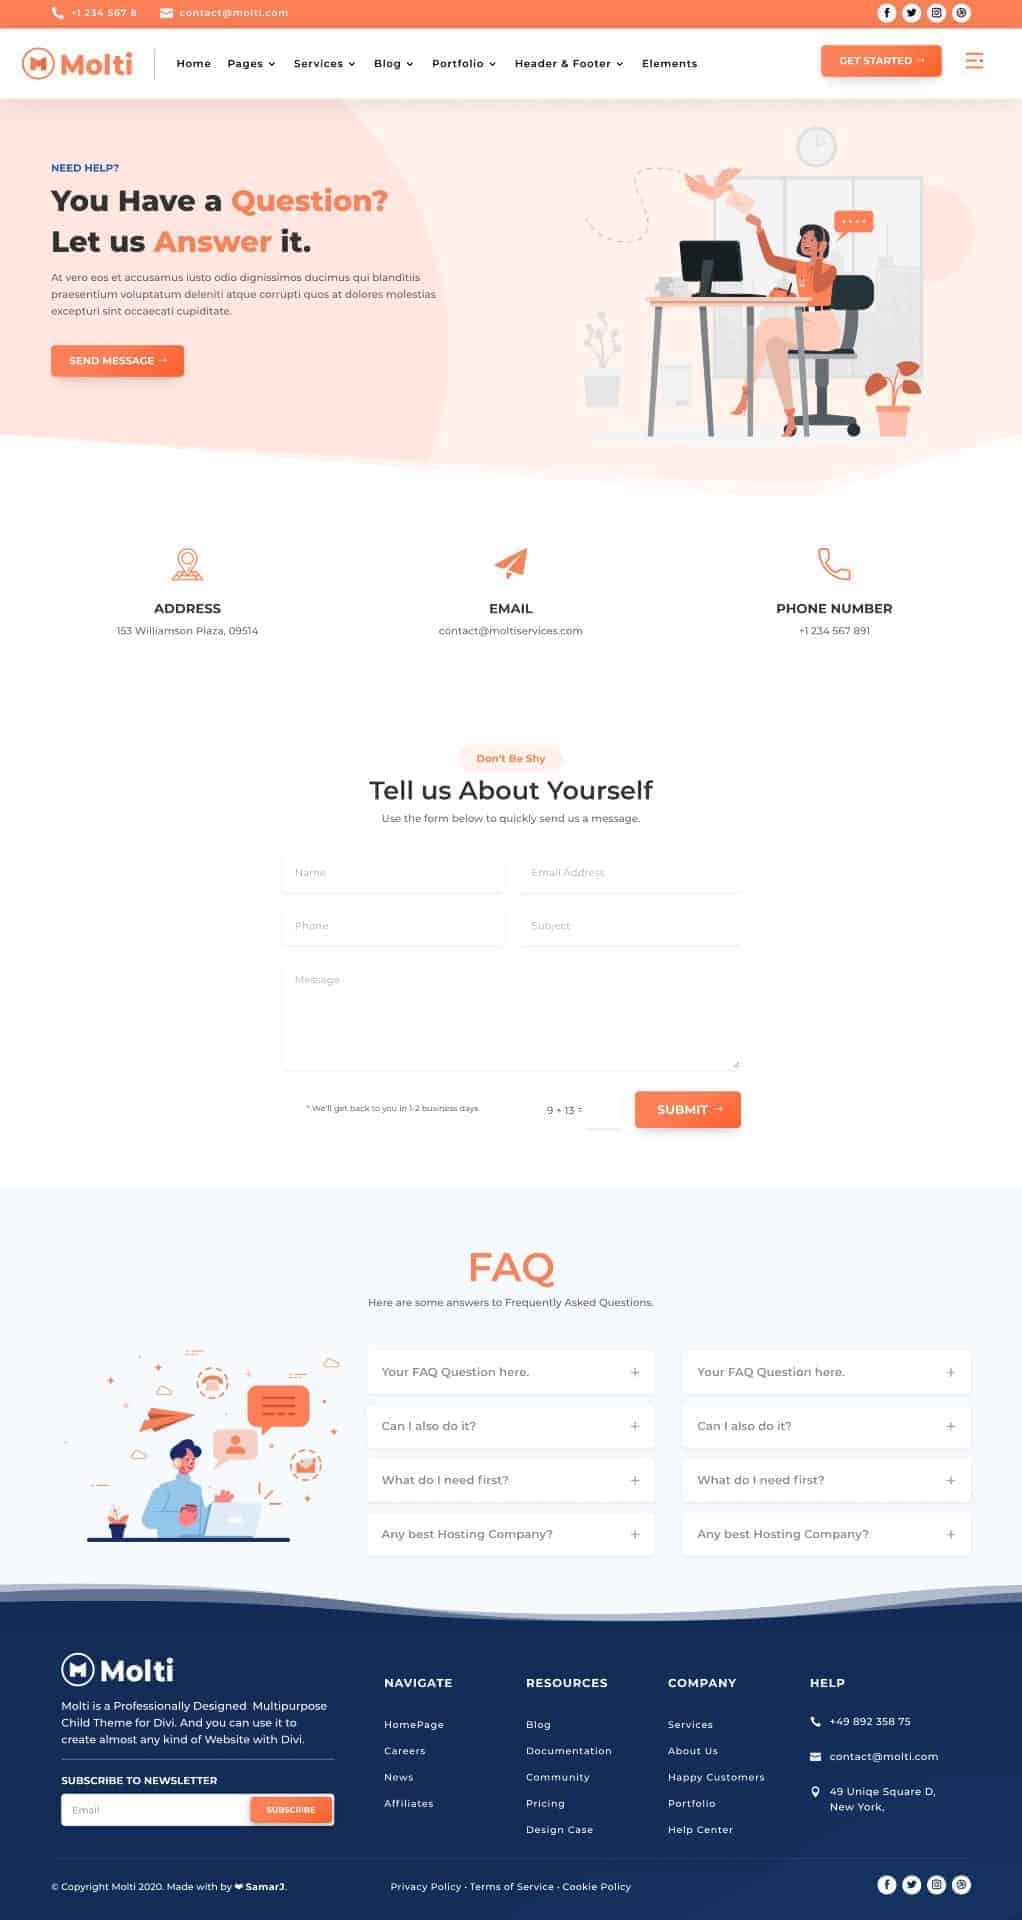 +1 234 567 8 contact@molti.com
Molti Home Pages Services Blog Portfolio Header & Footer Elements GET STARTED
NEED HELP?
You Have a Question?
Let us Answer it.
At vero eos et accusamus iusto odio dignissimos ducimus qui blanditiis
praesentium voluptatum deleniti atque corrupti quos at dolores molestias
excepturi sint occaecati cupiditate.
SEND MESSAGE
ADDRESS
153 Williamson Plaza, 09514
EMAIL
contact@moltiservices.com
PHONE NUMBER
+1 234 567 891
Don't Be Shy
Tell us About Yourself
Use the form below to quickly send us a message.
Name Email Address
Phone Subject
Message
* We'll get back to you in 1-2 business days 9 + 13 = SUBMIT
FAQ
Here are some answers to Frequently Asked Questions.
Your FAQ Question here. +
Can I also do it? +
What do I need first? +
Any best Hosting Company? +
Your FAQ Question here. +
Can I also do it? +
What do I need first? +
Any best Hosting Company? +
Molti
Molti is a Professionally Designed Multipurpose
Child Theme for Divi. And you can use it to
create almost any kind of Website with Divi.
SUBSCRIBE TO NEWSLETTER
Email SUBSCRIBE
NAVIGATE
HomePage
Careers
News
Affiliates
RESOURCES
Blog
Documentation
Community
Pricing
Design Case
COMPANY
Services
About Us
Happy Customers
Portfolio
Help Center
HELP
+49 892 358 75
contact@molti.com
49 Uniqe Square D,
New York,
© Copyright Molti 2020. Made with by ❤ SamarJ.
Privacy Policy - Terms of Service - Cookie Policy